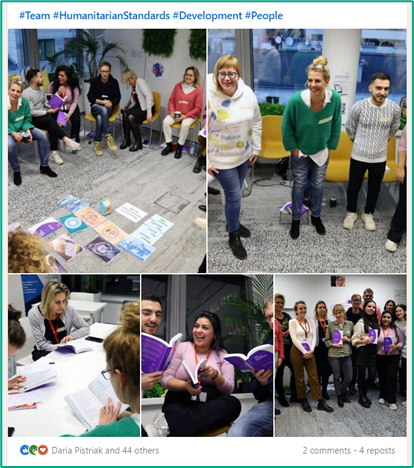 #Team #HumanitarianStandards #Development #People
Daria Pistriak and 44 others
2 comments • 4 reposts